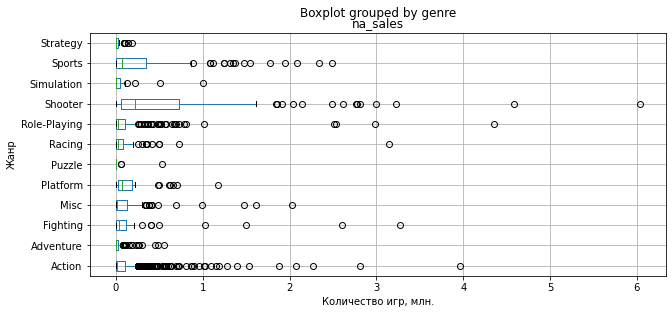 Boxplot grouped by genre
na_sales
Strategy
Sports
Simulation
Shooter
Role-Playing
Racing
Puzzle
Platform
Misc
Fighting
Adventure
Action
Жанр
0 1 2 3 4 5 6
Количество игр, млн.